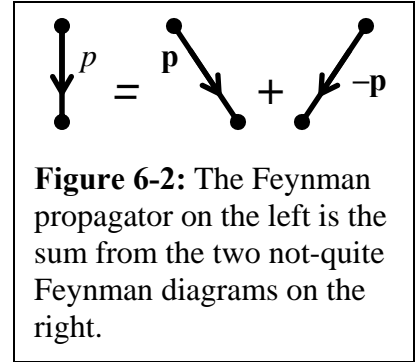 p = p + −p
Figure 6-2: The Feynman
propagator on the left is the
sum from the two not-quite
Feynman diagrams on the
right.